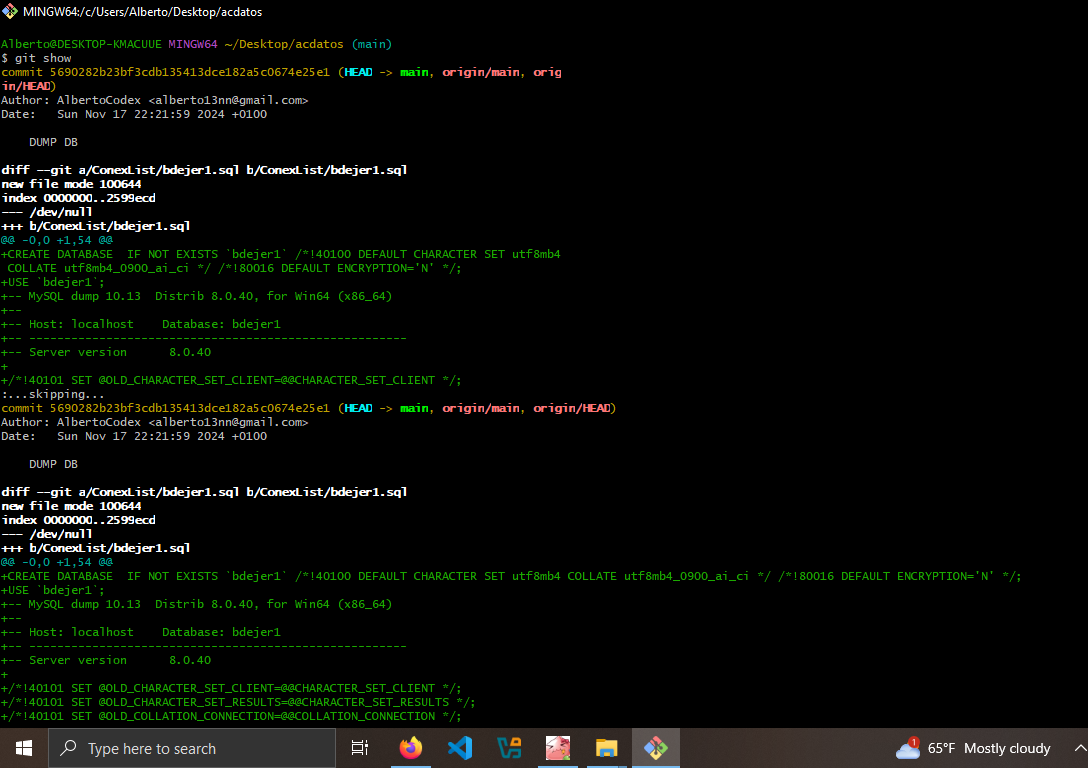 MINGW64:/c/Users/Alberto/Desktop/acdatos
Alberto@DESKTOP-KMACUUE MINGW64 ~/Desktop/acdatos (main)
$ git show
commit 5690282b23bf3cdb135413dce182a5c0674e25e1 (HEAD -> main, origin/main, orig
in/HEAD)
Author: AlbertoCodex <alberto13nn@gmail.com>
Date:   Sun Nov 17 22:21:59 2024 +0100
    DUMP DB
diff --git a/ConexList/bdejer1.sql b/ConexList/bdejer1.sql
new file mode 100644
index 0000000..2599ecd
--- /dev/null
+++ b/ConexList/bdejer1.sql
@@ -0,0 +1,54 @@
+CREATE DATABASE  IF NOT EXISTS `bdejer1` /*!40100 DEFAULT CHARACTER SET utf8mb4
 COLLATE utf8mb4_0900_ai_ci */ /*!80016 DEFAULT ENCRYPTION='N' */;
+USE `bdejer1`;
+-- MySQL dump 10.13  Distrib 8.0.40, for Win64 (x86_64)
+--
+-- Host: localhost    Database: bdejer1
+-- ------------------------------------------------------
+-- Server version      8.0.40
+
+/*!40101 SET @OLD_CHARACTER_SET_CLIENT=@@CHARACTER_SET_CLIENT */;
:...skipping...
commit 5690282b23bf3cdb135413dce182a5c0674e25e1 (HEAD -> main, origin/main, origin/HEAD)
Author: AlbertoCodex <alberto13nn@gmail.com>
Date:   Sun Nov 17 22:21:59 2024 +0100
    DUMP DB
diff --git a/ConexList/bdejer1.sql b/ConexList/bdejer1.sql
new file mode 100644
index 0000000..2599ecd
--- /dev/null
+++ b/ConexList/bdejer1.sql
@@ -0,0 +1,54 @@
+CREATE DATABASE  IF NOT EXISTS `bdejer1` /*!40100 DEFAULT CHARACTER SET utf8mb4 COLLATE utf8mb4_0900_ai_ci */ /*!80016 DEFAULT ENCRYPTION='N' */;
+USE `bdejer1`;
+-- MySQL dump 10.13  Distrib 8.0.40, for Win64 (x86_64)
+--
+-- Host: localhost    Database: bdejer1
+-- ------------------------------------------------------
+-- Server version      8.0.40
+
+/*!40101 SET @OLD_CHARACTER_SET_CLIENT=@@CHARACTER_SET_CLIENT */;
+/*!40101 SET @OLD_CHARACTER_SET_RESULTS=@@CHARACTER_SET_RESULTS */;
+/*!40101 SET @OLD_COLLATION_CONNECTION=@@COLLATION_CONNECTION */;
Type here to search
1
65°F Mostly cloudy